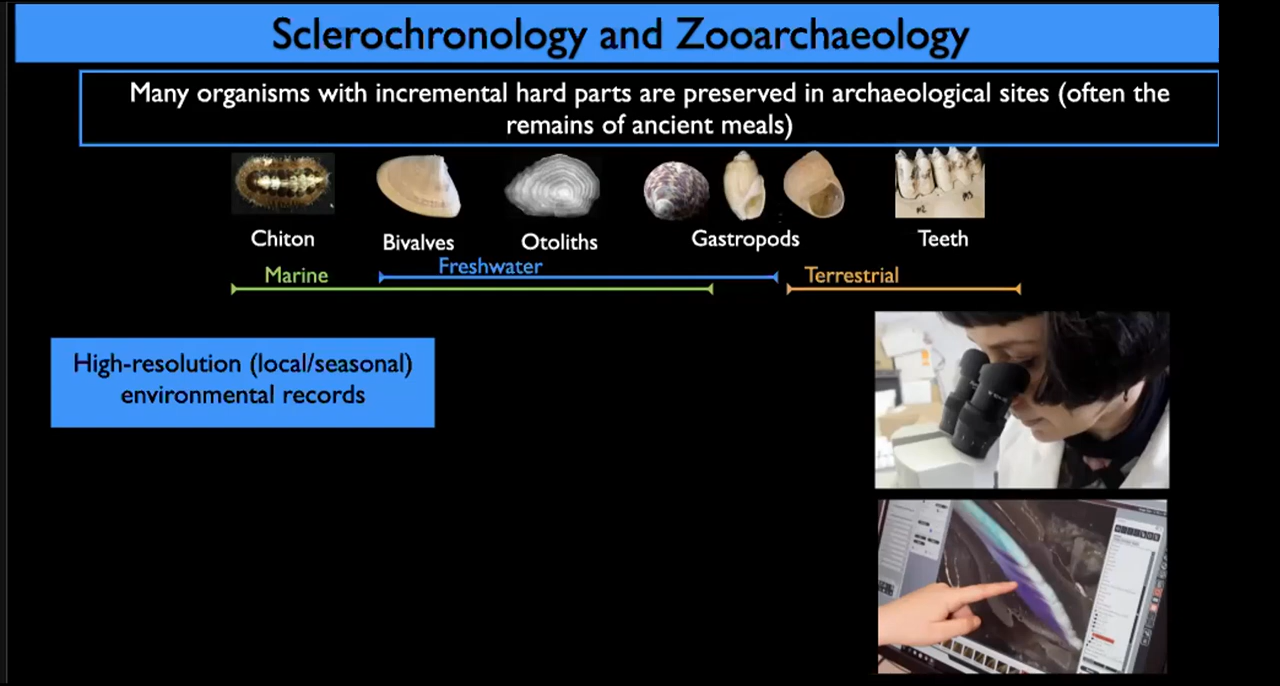 Sclerochronology and Zooarchaeology
Many organisms with incremental hard parts are preserved in archaeological sites (often the
remains of ancient meals)
Chiton
Bivalves
Otoliths
Gastropods
Teeth
Marine
Freshwater
Terrestrial
High-resolution (local/seasonal)
environmental records